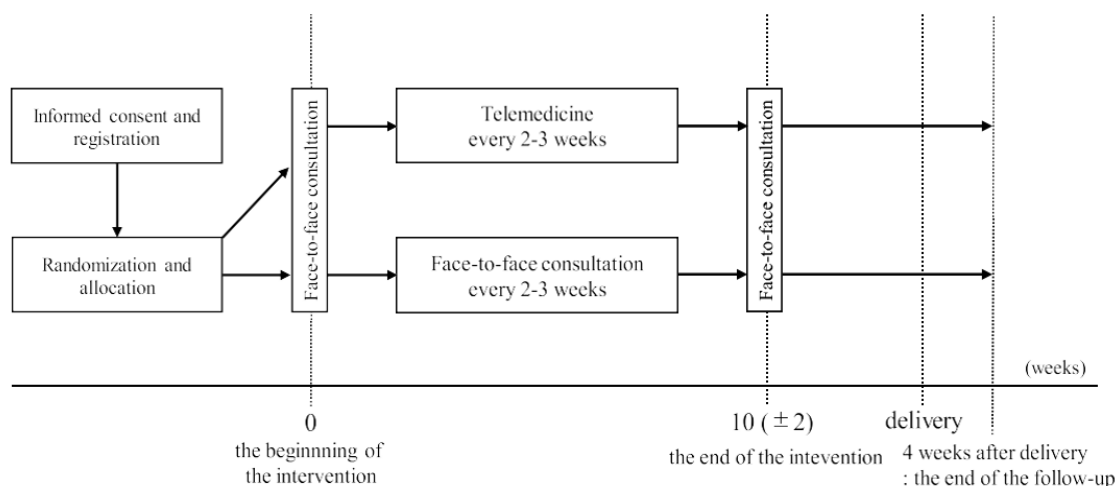 Informed consent and
registration
Randomization and
allocation
Face-to-face consultation
Telemedicine
every 2-3 weeks
Face-to-face consultation
every 2-3 weeks
Face-to-face consultation
(weeks)
0
the beginnning of
the intervention
10 ( ±2)
the end of the intevention
delivery
4 weeks after delivery
: the end of the follow-up